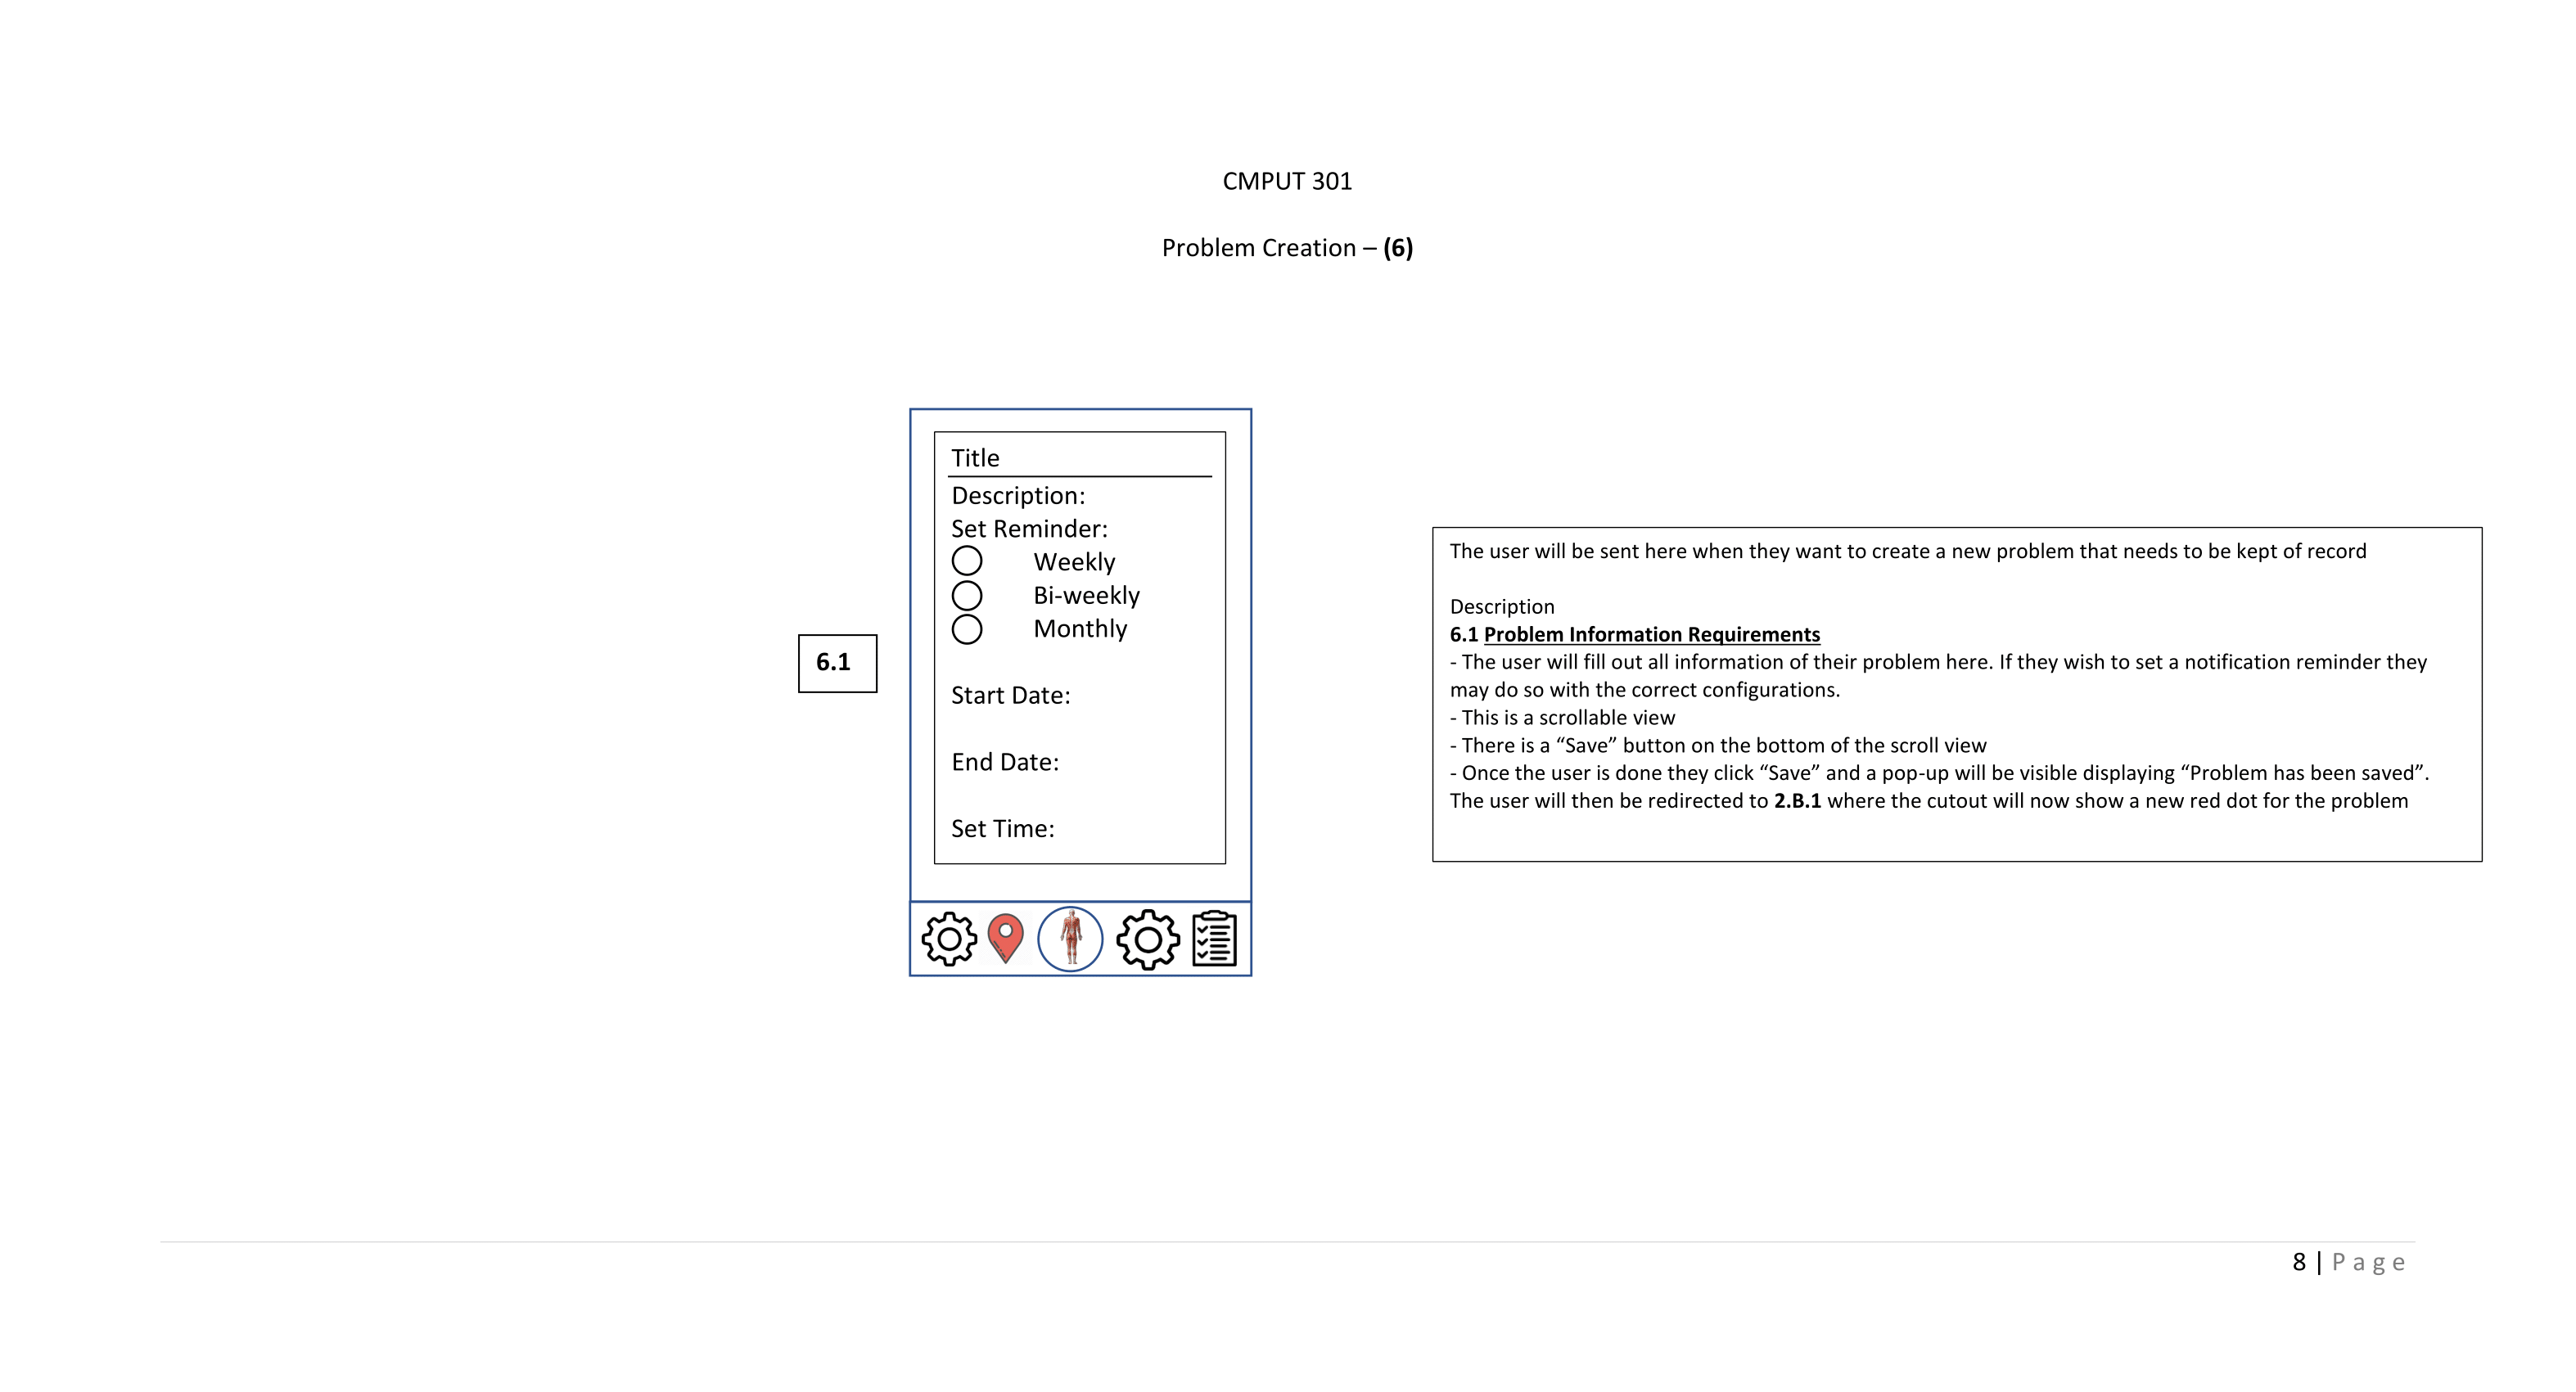 CMPUT 301
Problem Creation – (6)
6.1
Title
Description:
Set Reminder:
Weekly
Bi-weekly
Monthly
Start Date:
End Date:
Set Time:
The user will be sent here when they want to create a new problem that needs to be kept of record
Description
6.1 Problem Information Requirements
- The user will fill out all information of their problem here. If they wish to set a notification reminder they
may do so with the correct configurations.
- This is a scrollable view
- There is a “Save” button on the bottom of the scroll view
- Once the user is done they click “Save” and a pop-up will be visible displaying “Problem has been saved”.
The user will then be redirected to 2.B.1 where the cutout will now show a new red dot for the problem
8 | Page